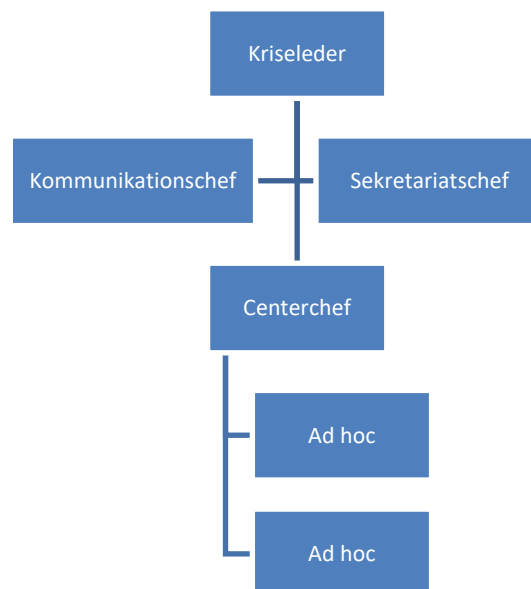 Kriseleder
Kommunikationschef
Sekretariatschef
Centerchef
Ad hoc
Ad hoc